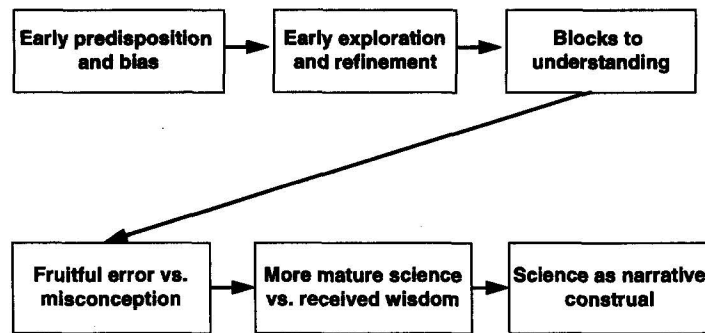 Early predisposition
and bias
Early exploration
and refinement
Blocks to
understanding
Fruitful error vs.
misconception
More mature science
vs. received wisdom
Science as narrative
construal